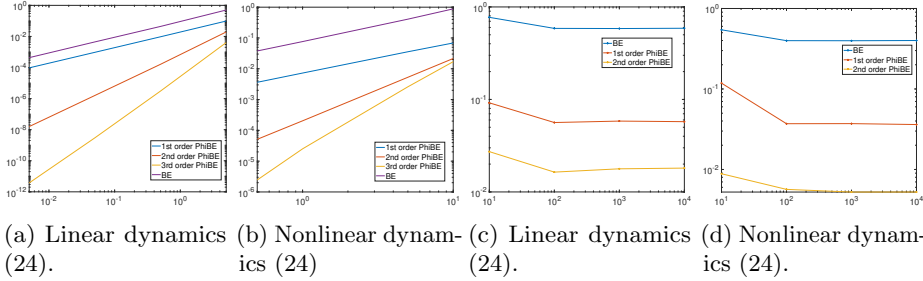 10^0
10^-2
10^-4
10^-6
10^-8
10^-10
10^-12
10^-2
10^-1
10^0
1st order PhiBE
2nd order PhiBE
3rd order PhiBE
BE
10^0
10^-1
10^-2
10^-3
10^-4
10^-5
10^-6
10^0
10^1
1st order PhiBE
2nd order PhiBE
3rd order PhiBE
BE
10^0
10^-1
10^-2
10^1
10^2
10^3
10^4
BE
1st order PhiBE
2nd order PhiBE
10^0
10^-1
10^-2
10^1
10^2
10^3
10^4
BE
1st order PhiBE
2nd order PhiBE
(a) Linear dynamics
(24).
(b) Nonlinear dynam-
ics (24)
(c) Linear dynamics
(24).
(d) Nonlinear dynam-
ics (24).